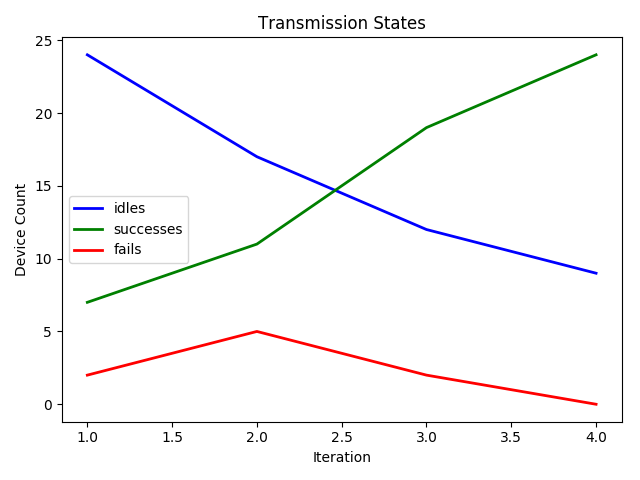 Transmission States
25
20
15
10
5
0
Device Count
idles
successes
fails
1.0 1.5 2.0 2.5 3.0 3.5 4.0
Iteration